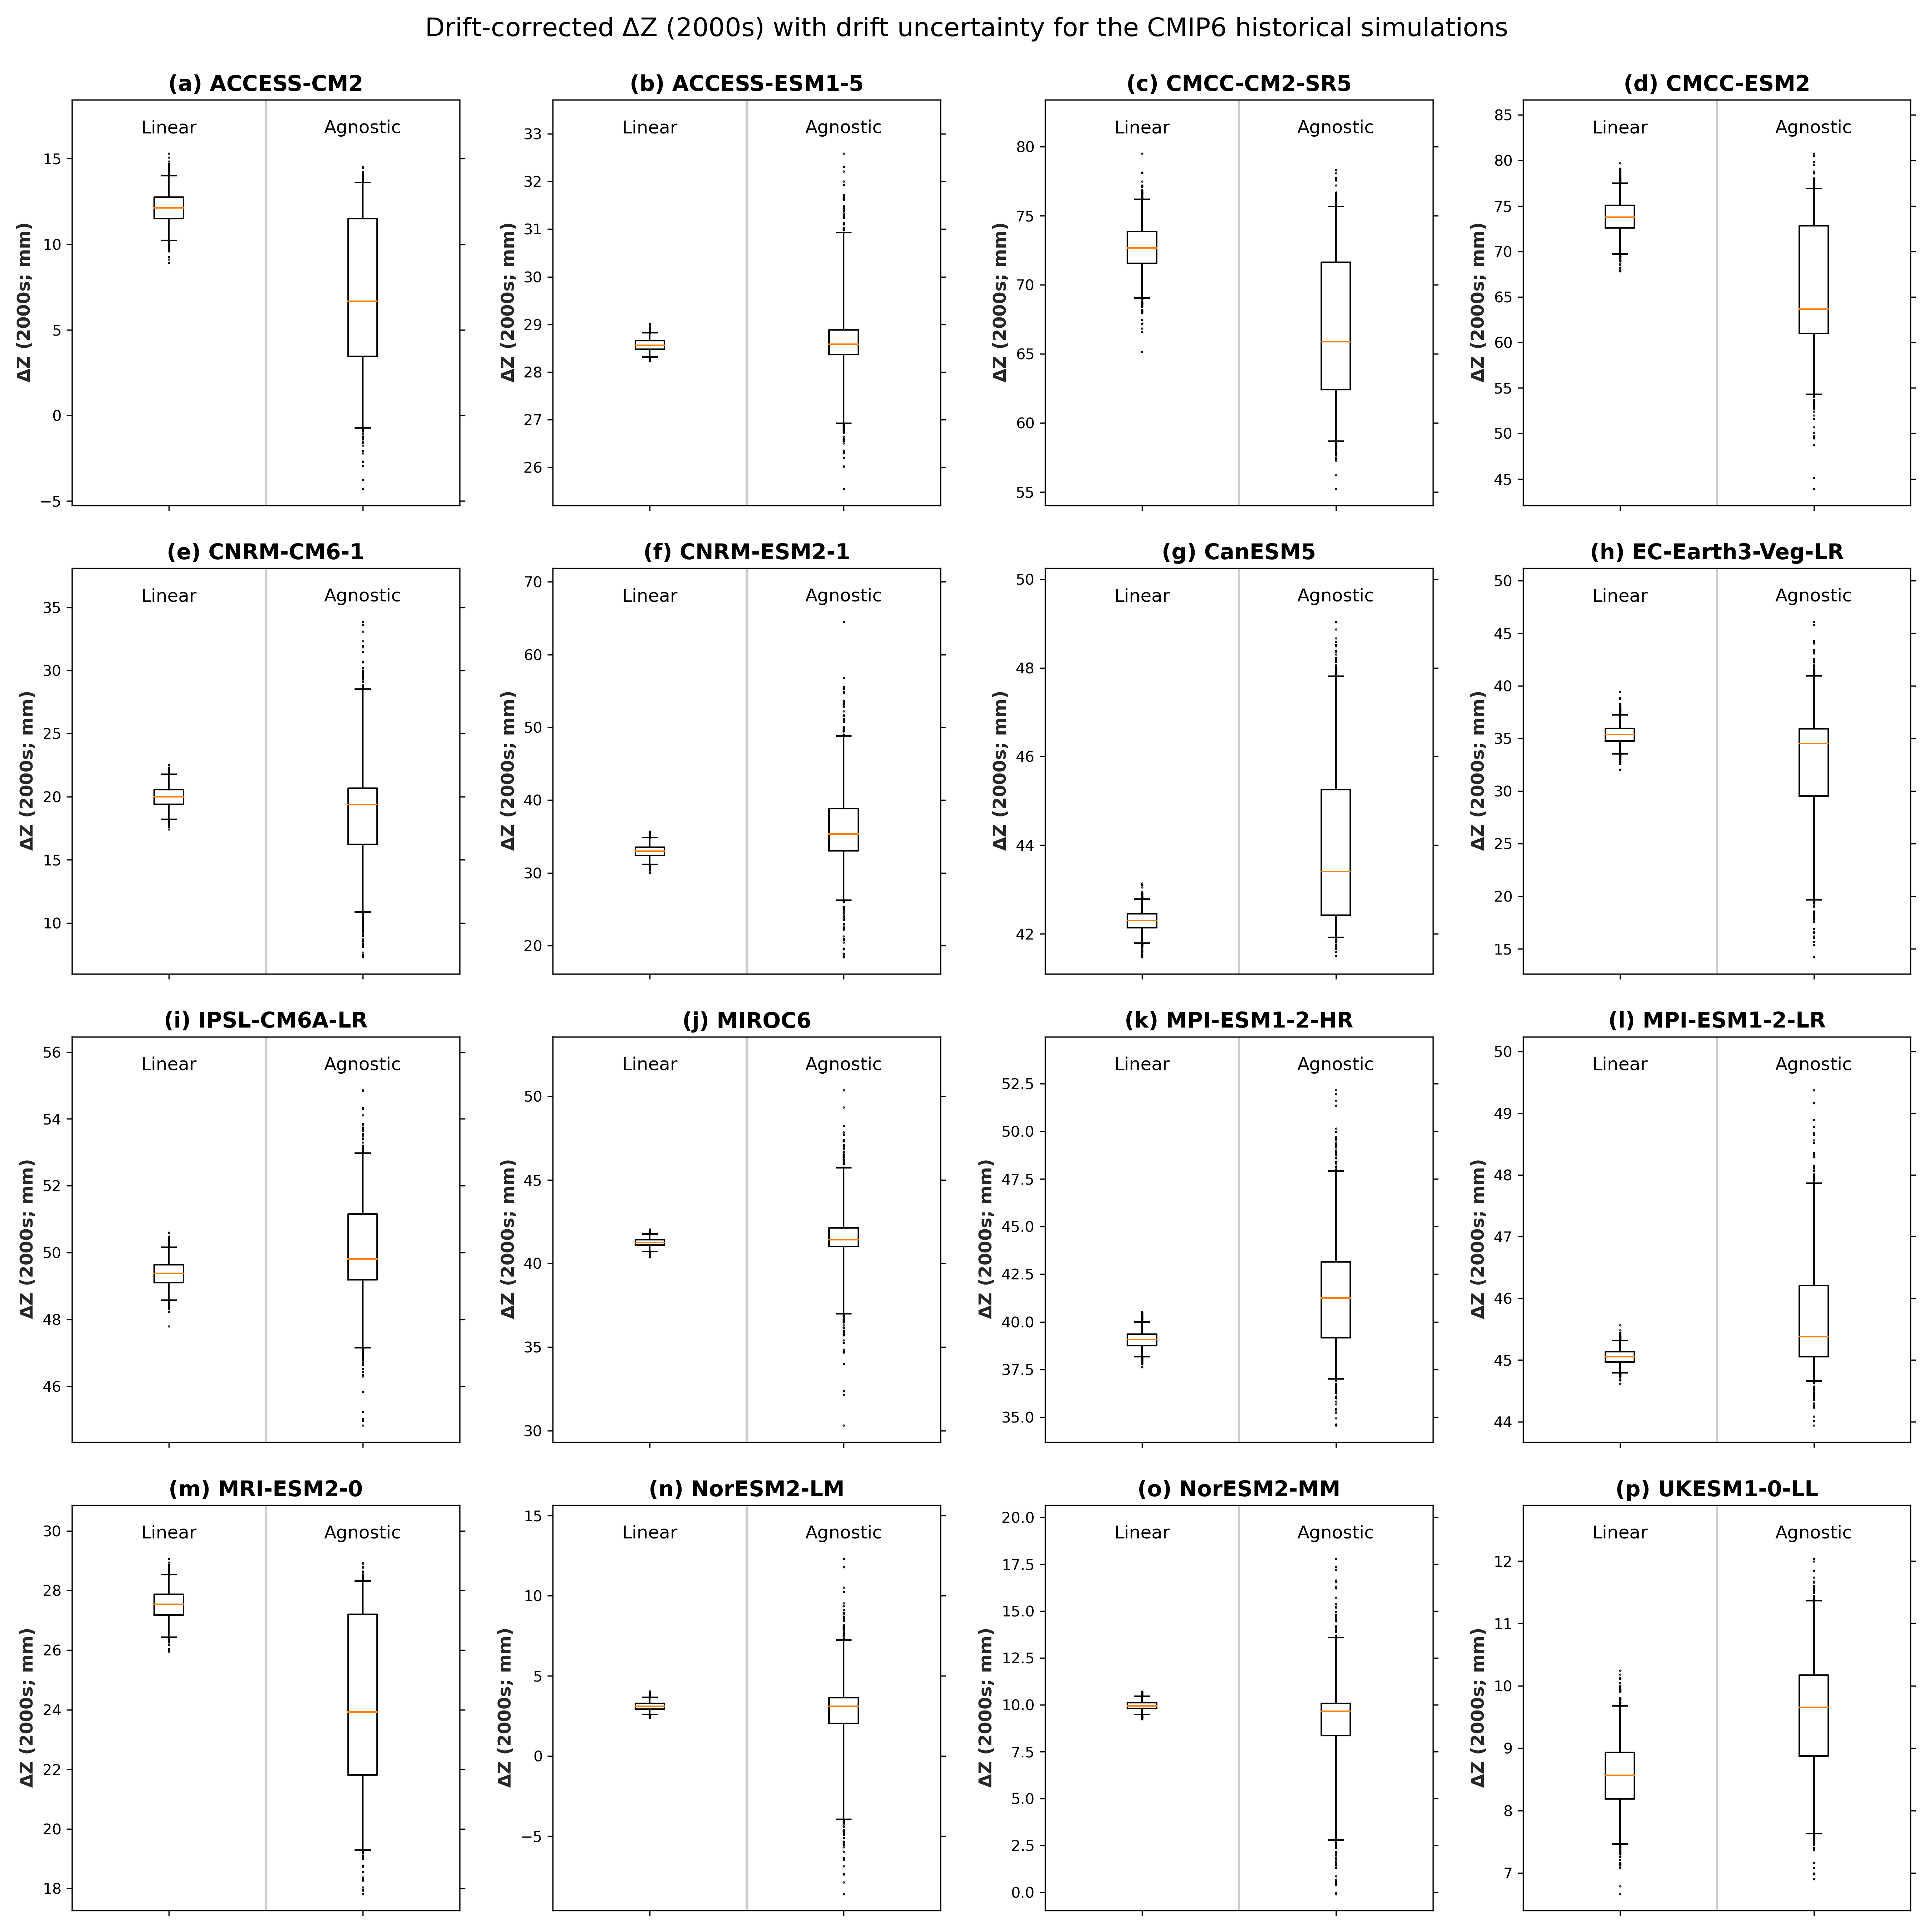 Drift-corrected ΔZ (2000s) with drift uncertainty for the CMIP6 historical simulations
(a) ACCESS-CM2
Linear
Agnostic
ΔZ (2000s; mm)
15
10
5
0
−5
(b) ACCESS-ESM1-5
Linear
Agnostic
ΔZ (2000s; mm)
33
32
31
30
29
28
27
26
(c) CMCC-CM2-SR5
Linear
Agnostic
ΔZ (2000s; mm)
80
75
70
65
60
55
(d) CMCC-ESM2
Linear
Agnostic
ΔZ (2000s; mm)
85
80
75
70
65
60
55
50
45
(e) CNRM-CM6-1
Linear
Agnostic
ΔZ (2000s; mm)
35
30
25
20
15
10
(f) CNRM-ESM2-1
Linear
Agnostic
ΔZ (2000s; mm)
70
60
50
40
30
20
(g) CanESM5
Linear
Agnostic
ΔZ (2000s; mm)
50
48
46
44
42
(h) EC-Earth3-Veg-LR
Linear
Agnostic
ΔZ (2000s; mm)
50
45
40
35
30
25
20
15
(i) IPSL-CM6A-LR
Linear
Agnostic
ΔZ (2000s; mm)
56
54
52
50
48
46
(j) MIROC6
Linear
Agnostic
ΔZ (2000s; mm)
50
45
40
35
30
(k) MPI-ESM1-2-HR
Linear
Agnostic
ΔZ (2000s; mm)
52.5
50.0
47.5
45.0
42.5
40.0
37.5
35.0
(l) MPI-ESM1-2-LR
Linear
Agnostic
ΔZ (2000s; mm)
50
49
48
47
46
45
44
(m) MRI-ESM2-0
Linear
Agnostic
ΔZ (2000s; mm)
30
28
26
24
22
20
18
(n) NorESM2-LM
Linear
Agnostic
ΔZ (2000s; mm)
15
10
5
0
−5
(o) NorESM2-MM
Linear
Agnostic
ΔZ (2000s; mm)
20.0
17.5
15.0
12.5
10.0
7.5
5.0
2.5
0.0
(p) UKESM1-0-LL
Linear
Agnostic
ΔZ (2000s; mm)
12
11
10
9
8
7